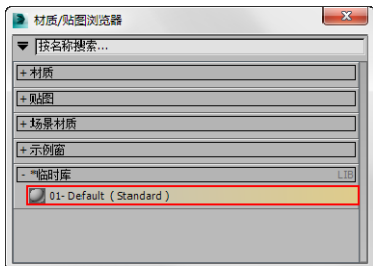 材质/贴图浏览器
按名称搜索...
+ 材质
+ 贴图
+ 场景材质
+ 示例窗
- *临时库 LIB
01- Default ( Standard )